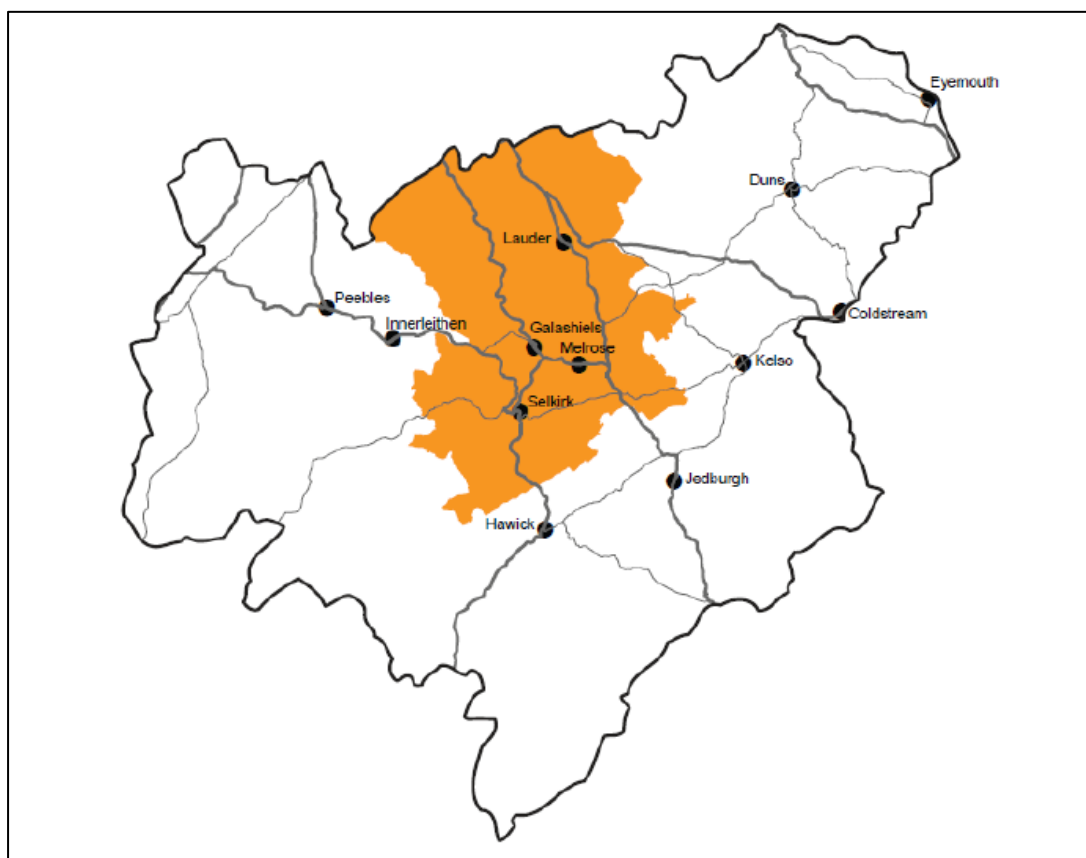 Eyemouth
Duns
Lauder
Peebles
Coldstream
Innerleithen
Galashiels
Melrose
Kelso
Selkirk
Jedburgh
Hawick